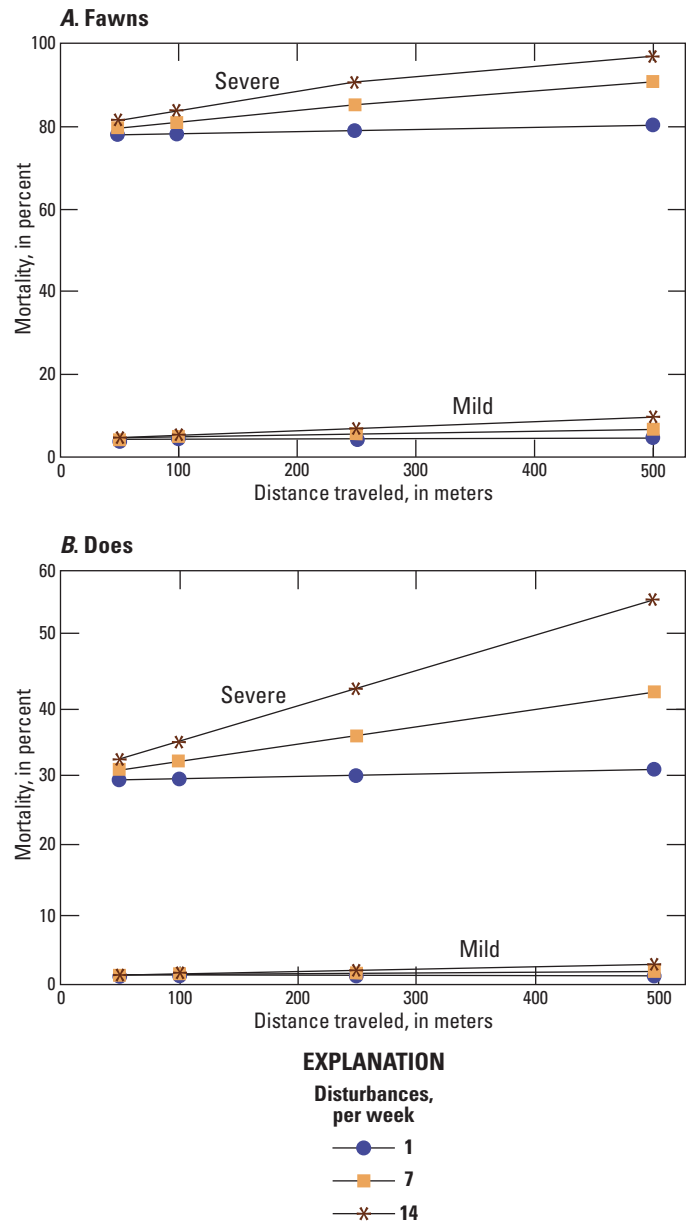 A. Fawns
100
80
60
40
20
0
Mortality, in percent
Severe
Mild
0 100 200 300 400 500
Distance traveled, in meters
B. Does
60
50
40
30
20
10
0
Mortality, in percent
Severe
Mild
0 100 200 300 400 500
Distance traveled, in meters
EXPLANATION
Disturbances,
per week
1
7
14